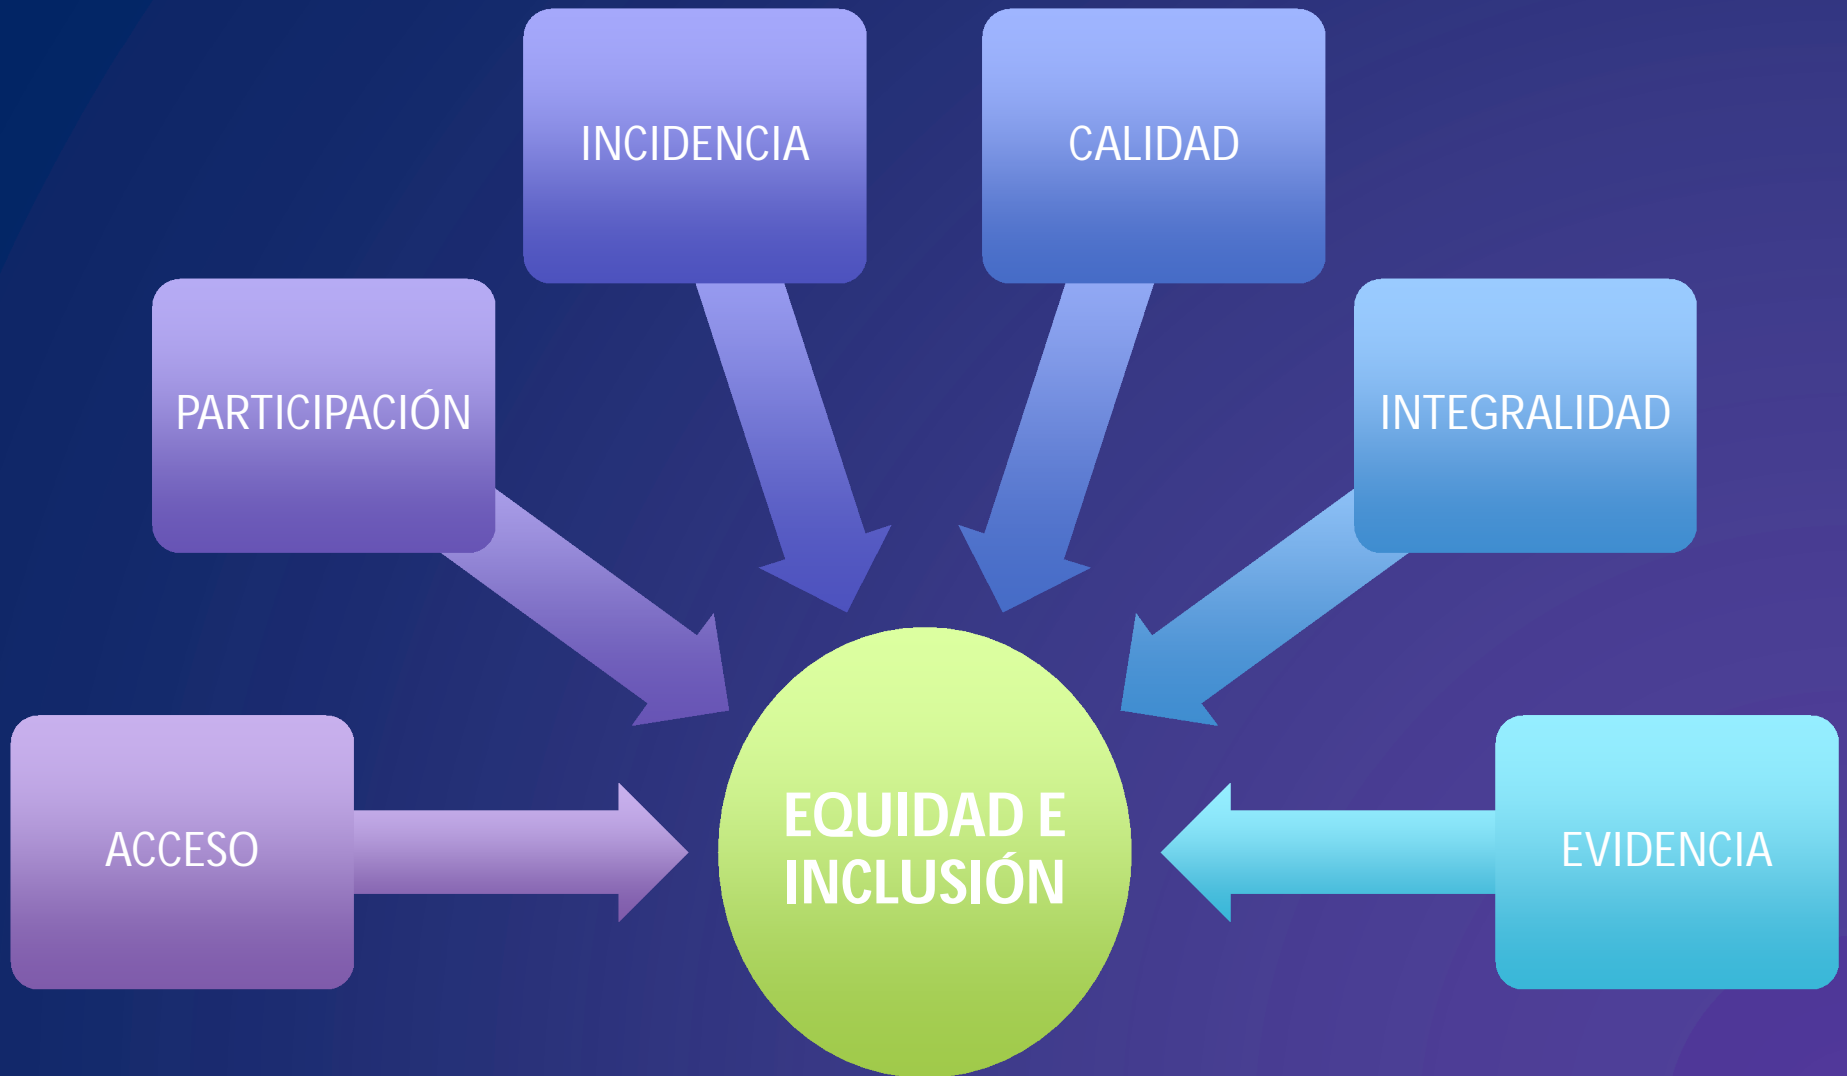 INCIDENCIA
CALIDAD
PARTICIPACIÓN
INTEGRALIDAD
ACCESO
EQUIDAD E
INCLUSIÓN
EVIDENCIA